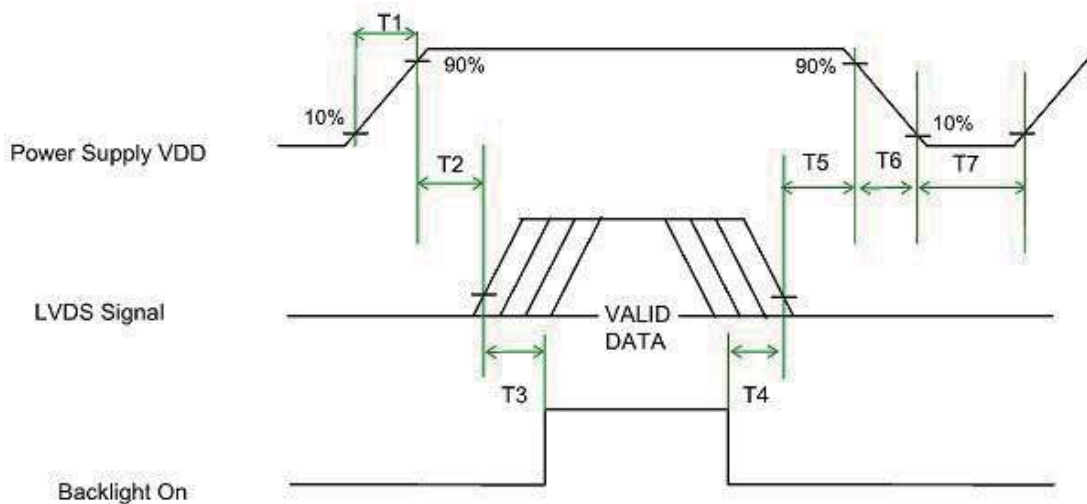 T1
90%
90%
10%
10%
Power Supply VDD
T2
T5
T6
T7
LVDS Signal
VALID
DATA
T3
T4
Backlight On